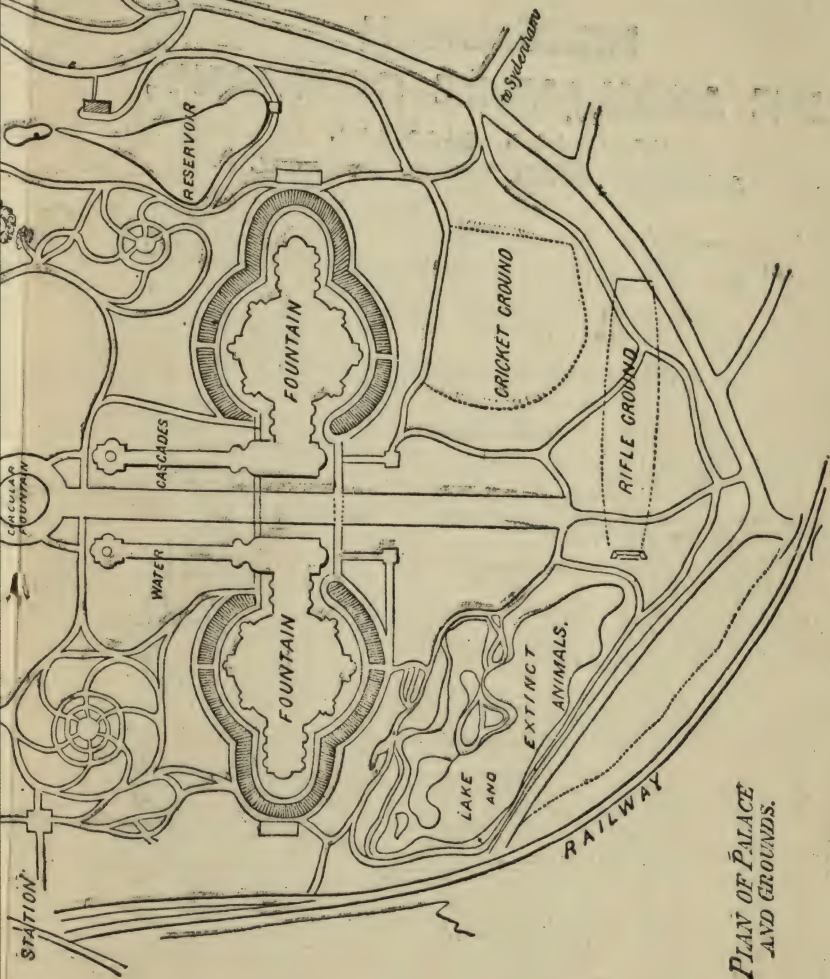 to Sydenham
RESERVOIR
CIRCULAR
FOUNTAIN
CASCADES
FOUNTAIN
CRICKET GROUND
RIFLE GROUND
WATER
FOUNTAIN
EXTINCT
ANIMALS.
LAKE
AND
RAILWAY
STATION
PLAN OF PALACE
AND GROUNDS.